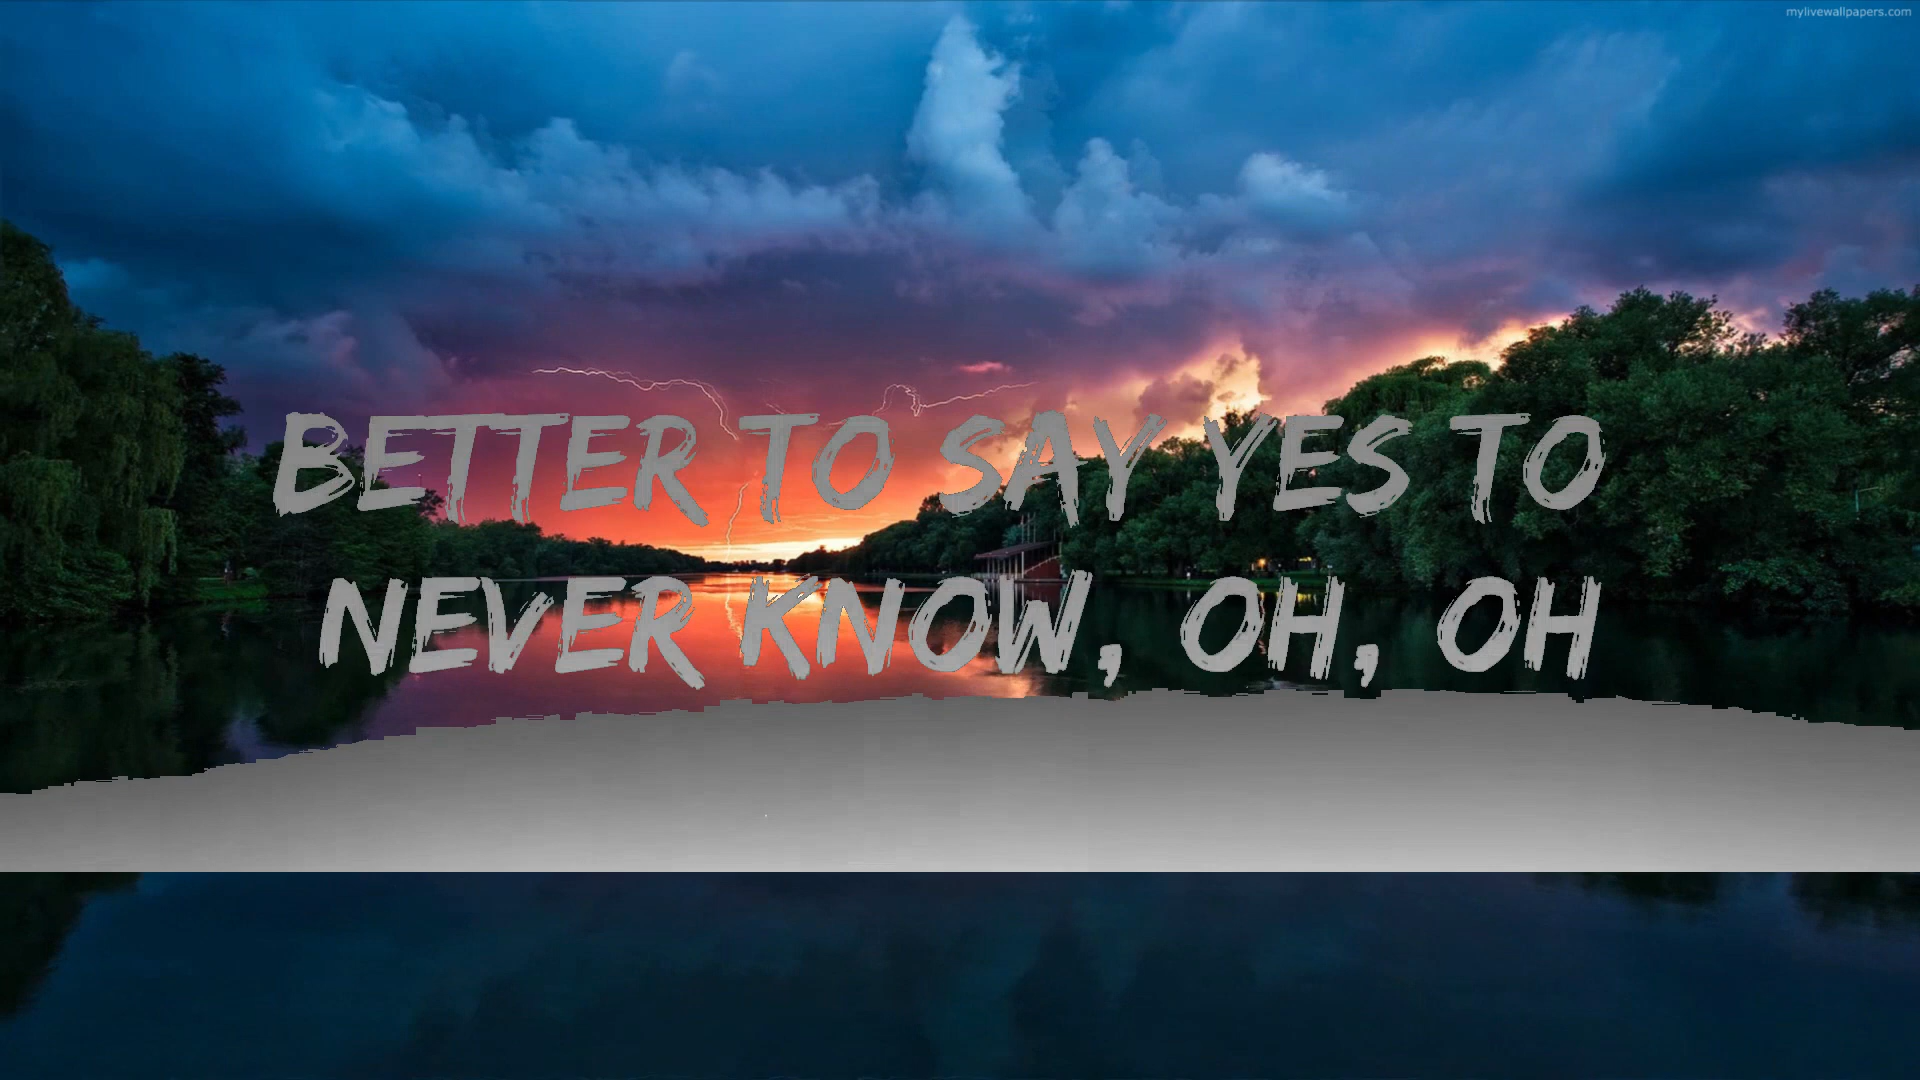 mylivewallpapers.com
BETTER TO SAY YES TO
NEVER KNOW, OH, OH